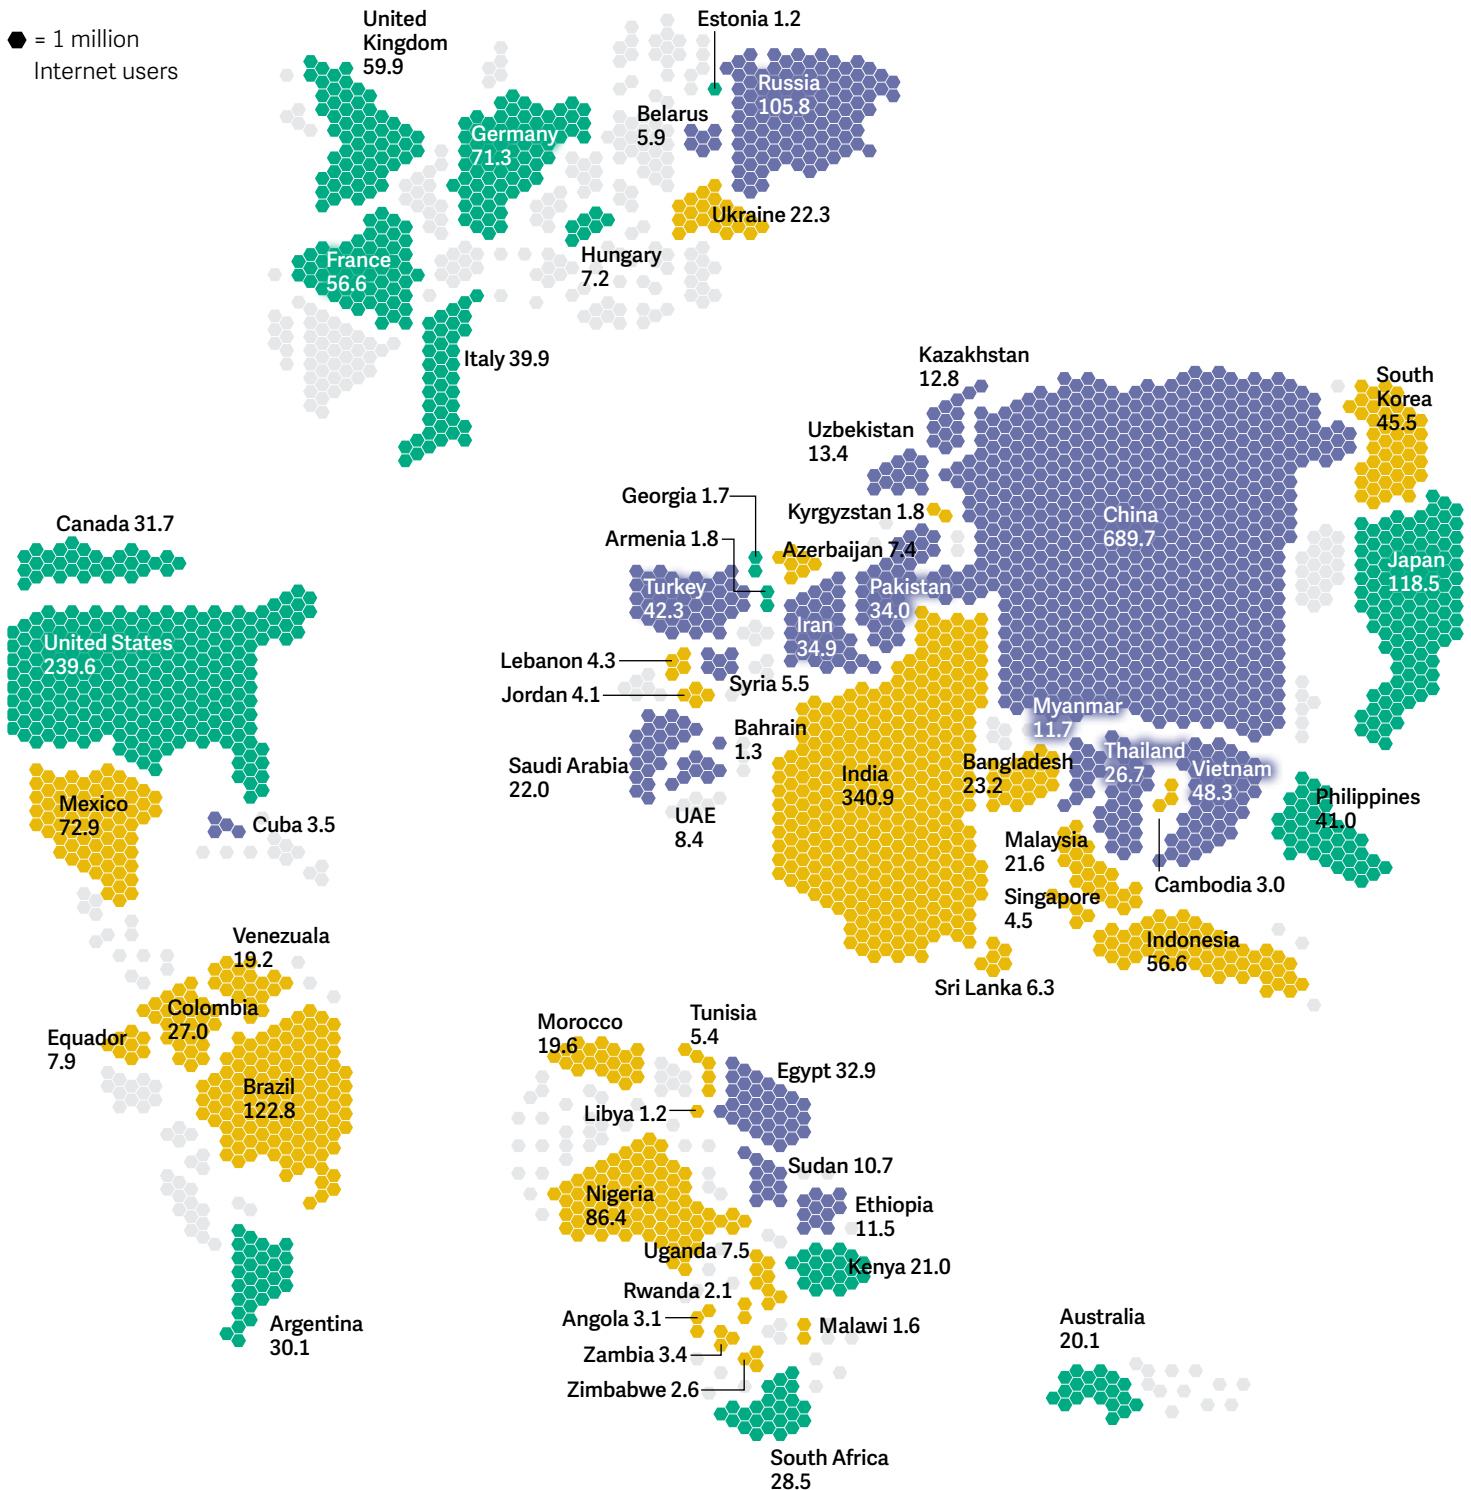 = 1 million
Internet users
United
Kingdom
59.9
Estonia 1.2
Russia
105.8
Belarus
5.9
Germany
71.3
Ukraine 22.3
France
56.6
Hungary
7.2
Italy 39.9
Kazakhstan
12.8
South
Korea
45.5
Uzbekistan
13.4
Georgia 1.7
Kyrgyzstan 1.8
China
689.7
Canada 31.7
Armenia 1.8
Azerbaijan 7.4
Japan
118.5
Turkey
42.3
Pakistan
34.0
Iran
34.9
United States
239.6
Lebanon 4.3
Syria 5.5
Jordan 4.1
Myanmar
11.7
Bahrain
1.3
Saudi Arabia
22.0
India
340.9
Bangladesh
23.2
Thailand
26.7
Vietnam
48.3
Mexico
72.9
Cuba 3.5
UAE
8.4
Philippines
41.0
Malaysia
21.6
Cambodia 3.0
Singapore
4.5
Indonesia
56.6
Venezuala
19.2
Sri Lanka 6.3
Colombia
27.0
Equador
7.9
Brazil
122.8
Morocco
19.6
Tunisia
5.4
Egypt 32.9
Libya 1.2
Sudan 10.7
Nigeria
86.4
Ethiopia
11.5
Uganda 7.5
Kenya 21.0
Rwanda 2.1
Angola 3.1
Malawi 1.6
Zambia 3.4
Zimbabwe 2.6
Argentina
30.1
Australia
20.1
South Africa
28.5